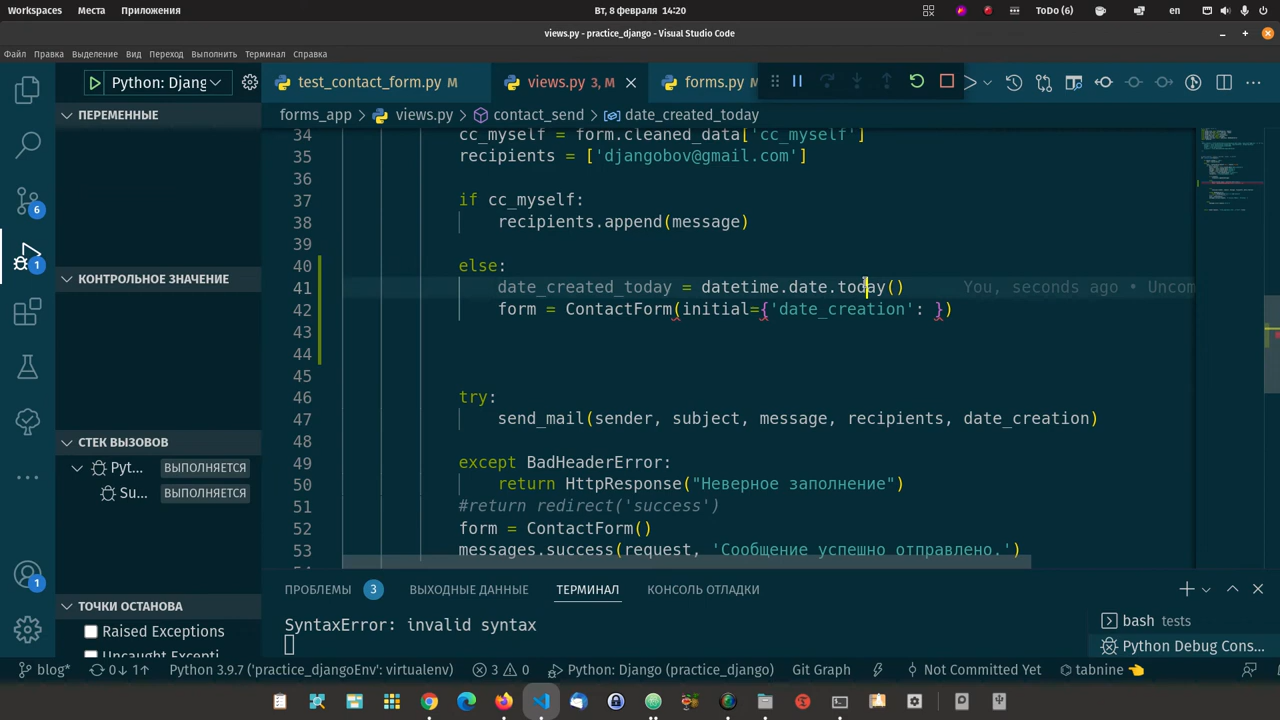 Workspaces Места Приложения Вт, 8 февраля 14:20 ToDo (6) en
views.py - practice_django - Visual Studio Code
Файл Правка Выделение Вид Переход Выполнить Терминал Справка
Python: Djang test_contact_form.py M views.py 3, M forms.py M
ПЕРЕМЕННЫЕ
forms_app > views.py > contact_send > date_created_today
34 cc_myself = form.cleaned_data['cc_myself']
35 recipients = ['djangobov@gmail.com']
36
37 if cc_myself:
38 recipients.append(message)
39
40 else:
41 date_created_today = datetime.date.today() You, seconds ago • Uncom
42 form = ContactForm(initial={'date_creation': })
43
44
45
46 try:
47 send_mail(sender, subject, message, recipients, date_creation)
48
49 except BadHeaderError:
50 return HttpResponse("Неверное заполнение")
51 #return redirect('success')
52 form = ContactForm()
53 messages.success(request, 'Сообщение успешно отправлено.')
6
1
КОНТРОЛЬНОЕ ЗНАЧЕНИЕ
СТЕК ВЫЗОВОВ
Pyt... ВЫПОЛНЯЕТСЯ
Su... ВЫПОЛНЯЕТСЯ
1
ТОЧКИ ОСТАНОВА
Raised Exceptions
Uncaught Excepti
ПРОБЛЕМЫ 3 ВЫХОДНЫЕ ДАННЫЕ ТЕРМИНАЛ КОНСОЛЬ ОТЛАДКИ
SyntaxError: invalid syntax
bash tests
Python Debug Cons...
blog* 0↓ 1↑ Python 3.9.7 ('practice_djangoEnv': virtualenv) 3 0 Python: Django (practice_django) Git Graph Not Committed Yet tabnine